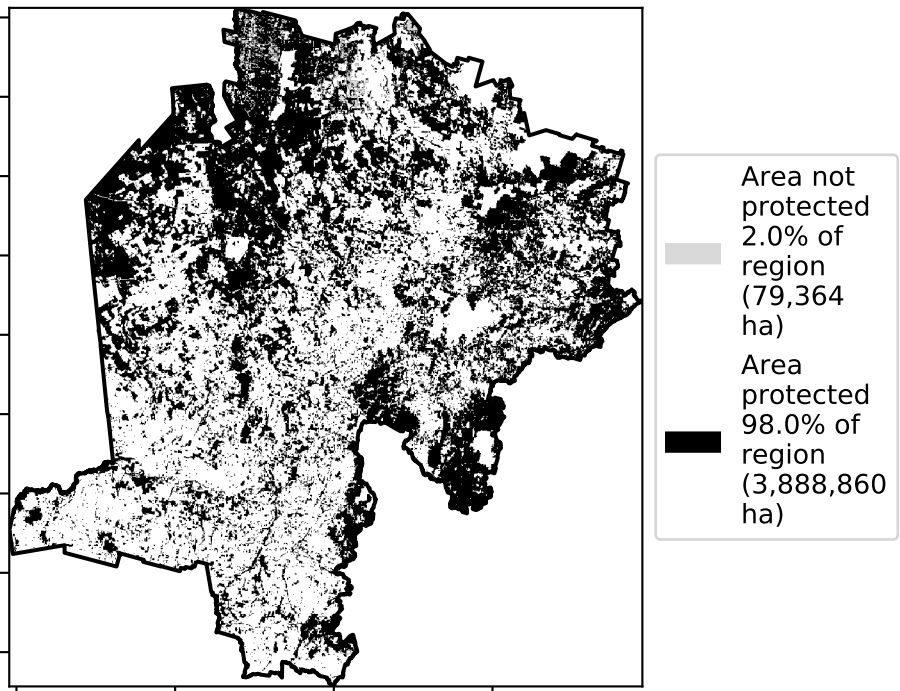 Area not
protected
2.0% of
region
(79,364
ha)
Area
protected
98.0% of
region
(3,888,860
ha)